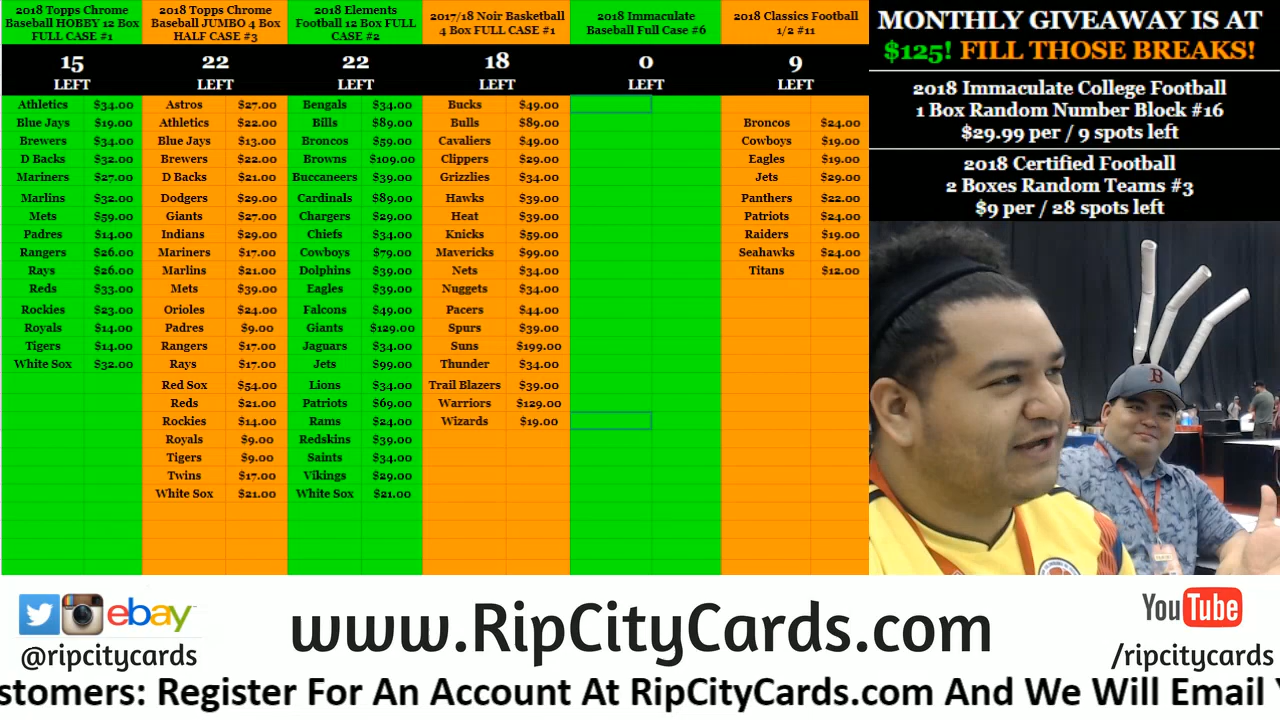 2018 Topps Chrome
Baseball HOBBY 12 Box
FULL CASE #1
15
LEFT
Athletics $34.00
Blue Jays $19.00
Brewers $34.00
D Backs $32.00
Mariners $27.00
Marlins $32.00
Mets $59.00
Padres $14.00
Rangers $26.00
Rays $26.00
Reds $33.00
Rockies $23.00
Royals $14.00
Tigers $14.00
White Sox $32.00
2018 Topps Chrome
Baseball JUMBO 4 Box
HALF CASE #3
22
LEFT
Astros $27.00
Athletics $22.00
Blue Jays $13.00
Brewers $22.00
D Backs $21.00
Dodgers $29.00
Giants $27.00
Indians $29.00
Mariners $17.00
Marlins $21.00
Mets $39.00
Orioles $24.00
Padres $9.00
Rangers $17.00
Rays $17.00
Red Sox $54.00
Reds $21.00
Rockies $14.00
Royals $9.00
Tigers $9.00
Twins $17.00
White Sox $21.00
2018 Elements
Football 12 Box FULL
CASE #2
22
LEFT
Bengals $34.00
Bills $89.00
Broncos $59.00
Browns $109.00
Buccaneers $39.00
Cardinals $89.00
Chargers $29.00
Chiefs $34.00
Cowboys $79.00
Dolphins $39.00
Eagles $39.00
Falcons $49.00
Giants $129.00
Jaguars $34.00
Jets $99.00
Lions $34.00
Patriots $69.00
Rams $24.00
Redskins $39.00
Saints $34.00
Vikings $29.00
White Sox $21.00
2017/18 Noir Basketball
4 Box FULL CASE #1
18
LEFT
Bucks $49.00
Bulls $89.00
Cavaliers $49.00
Clippers $29.00
Grizzlies $34.00
Hawks $39.00
Heat $39.00
Knicks $59.00
Mavericks $99.00
Nets $34.00
Nuggets $34.00
Pacers $44.00
Spurs $39.00
Suns $199.00
Thunder $34.00
Trail Blazers $39.00
Warriors $129.00
Wizards $19.00
2018 Immaculate
Baseball Full Case #6
0
LEFT
2018 Classics Football
1/2 #11
9
LEFT
Broncos $24.00
Cowboys $19.00
Eagles $19.00
Jets $29.00
Panthers $22.00
Patriots $24.00
Raiders $19.00
Seahawks $24.00
Titans $12.00
MONTHLY GIVEAWAY IS AT
$125! FILL THOSE BREAKS!
2018 Immaculate College Football
1 Box Random Number Block #16
$29.99 per / 9 spots left
2018 Certified Football
2 Boxes Random Teams #3
$9 per / 28 spots left
B
ebay
@ripcitycards
www.RipCityCards.com
YouTube
/ripcitycards
stomers: Register For An Account At RipCityCards.com And We Will Email Y